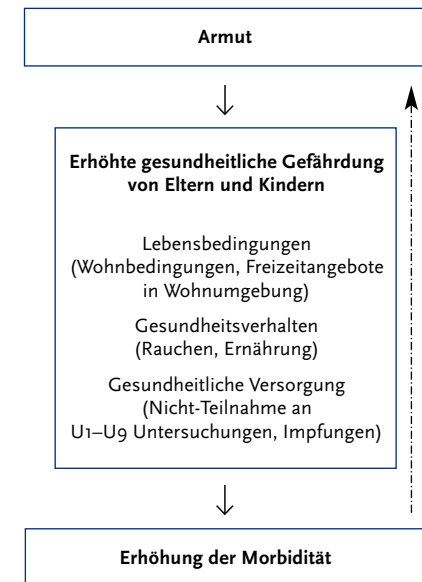 Armut
Erhöhte gesundheitliche Gefährdung
von Eltern und Kindern
Lebensbedingungen
(Wohnbedingungen, Freizeitangebote
in Wohnumgebung)
Gesundheitsverhalten
(Rauchen, Ernährung)
Gesundheitliche Versorgung
(Nicht-Teilnahme an
U1–U9 Untersuchungen, Impfungen)
Erhöhung der Morbidität